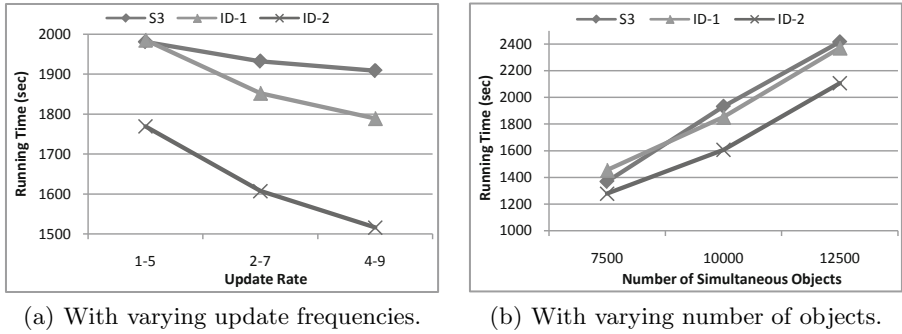 S3 ID-1 ID-2
2000
1900
1800
1700
1600
1500
Running Time (sec)
1-5 2-7 4-9
Update Rate
(a) With varying update frequencies.
S3 ID-1 ID-2
2400
2200
2000
1800
1600
1400
1200
1000
Running Time (sec)
7500 10000 12500
Number of Simultaneous Objects
(b) With varying number of objects.